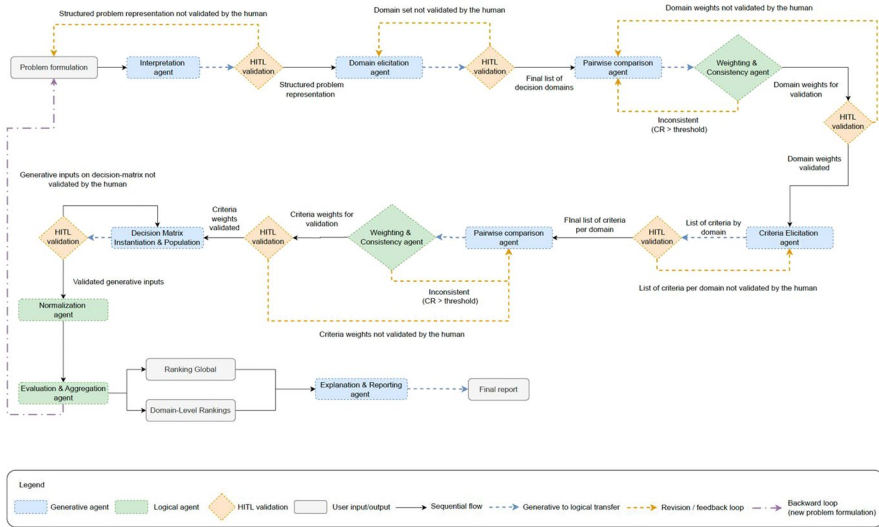 Structured problem representation not validated by the human
Domain set not validated by the human
Domain weights not validated by the human
Problem formulation
Interpretation
agent
HITL
validation
Structured problem
representation
Domain elicitation
agent
HITL
validation
Final list of
decision domains
Pairwise comparison
agent
Weighting &
Consistency agent
Domain weights for
validation
Inconsistent
(CR > threshold)
HITL
validation
Domain weights
validated
Generative inputs on decision-matrix not
validated by the human
HITL
validation
Decision Matrix
Instantiation & Population
Criteria
weights
validated
HITL
validation
Criteria weights for
validation
Weighting &
Consistency agent
Pairwise comparison
agent
FInal list of criteria
per domain
HITL
validation
List of criteria by
domain
Criteria Elicitation
agent
Validated generative inputs
Inconsistent
(CR > threshold)
List of criteria per domain not validated by the human
Normalization
agent
Criteria weights not validated by the human
Ranking Global
Evaluation & Aggregation
agent
Explanation & Reporting
agent
Final report
Domain-Level Rankings
Legend
Generative agent
Logical agent
HITL validation
User input/output
Sequential flow
Generative to logical transfer
Revision / feedback loop
Backward loop
(new problem formulation)